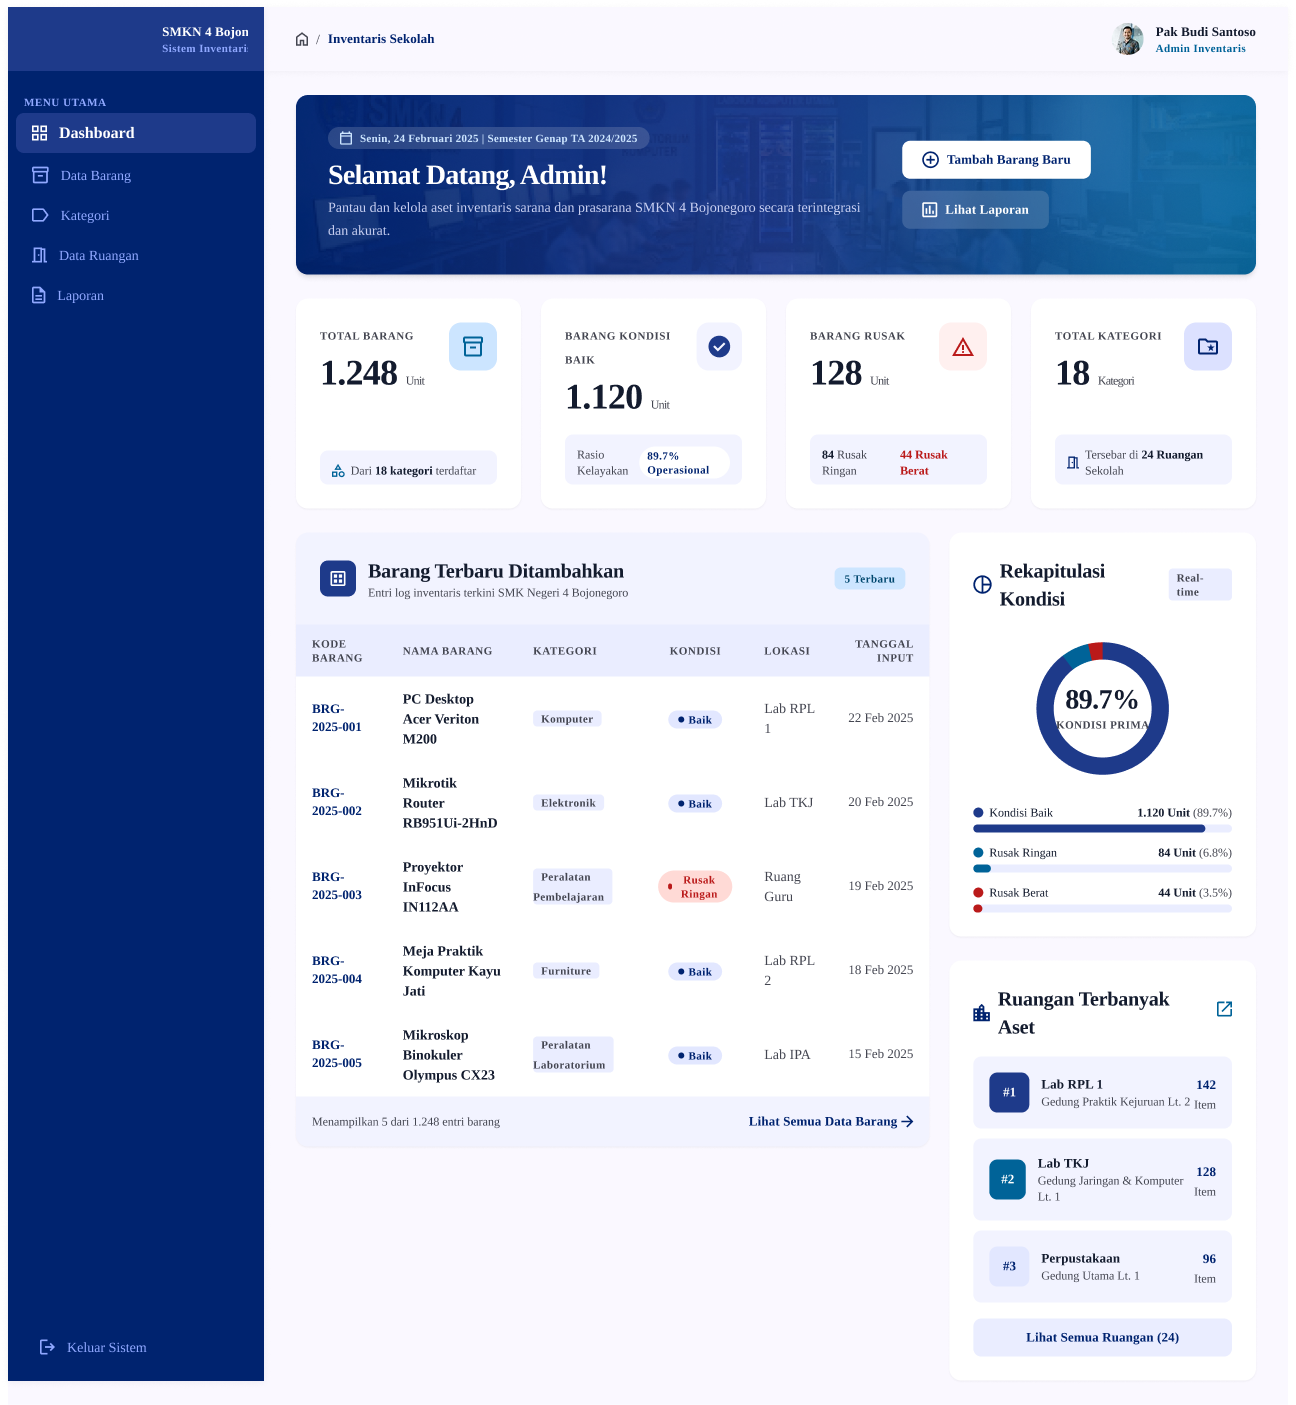 SMKN 4 Bojon
Sistem Inventari
MENU UTAMA
Dashboard
Data Barang
Kategori
Data Ruangan
Laporan
Keluar Sistem
/ Inventaris Sekolah
Pak Budi Santoso
Admin Inventaris
Senin, 24 Februari 2025 | Semester Genap TA 2024/2025
Selamat Datang, Admin!
Pantau dan kelola aset inventaris sarana dan prasarana SMKN 4 Bojonegoro secara terintegrasi
dan akurat.
Tambah Barang Baru
Lihat Laporan
TOTAL BARANG
1.248 Unit
Dari 18 kategori terdaftar
BARANG KONDISI
BAIK
1.120 Unit
Rasio
Kelayakan
89.7%
Operasional
BARANG RUSAK
128 Unit
84 Rusak
Ringan
44 Rusak
Berat
TOTAL KATEGORI
18 Kategori
Tersebar di 24 Ruangan
Sekolah
Barang Terbaru Ditambahkan
Entri log inventaris terkini SMK Negeri 4 Bojonegoro
5 Terbaru
KODE
BARANG
NAMA BARANG
KATEGORI
KONDISI
LOKASI
TANGGAL
INPUT
BRG-
2025-001
PC Desktop
Acer Veriton
M200
Komputer
Baik
Lab RPL
1
22 Feb 2025
BRG-
2025-002
Mikrotik
Router
RB951Ui-2HnD
Elektronik
Baik
Lab TKJ
20 Feb 2025
BRG-
2025-003
Proyektor
InFocus
IN112AA
Peralatan
Pembelajaran
Rusak
Ringan
Ruang
Guru
19 Feb 2025
BRG-
2025-004
Meja Praktik
Komputer Kayu
Jati
Furniture
Baik
Lab RPL
2
18 Feb 2025
BRG-
2025-005
Mikroskop
Binokuler
Olympus CX23
Peralatan
Laboratorium
Baik
Lab IPA
15 Feb 2025
Menampilkan 5 dari 1.248 entri barang
Lihat Semua Data Barang
Rekapitulasi
Kondisi
Real-
time
89.7%
KONDISI PRIMA
Kondisi Baik
1.120 Unit (89.7%)
Rusak Ringan
84 Unit (6.8%)
Rusak Berat
44 Unit (3.5%)
Ruangan Terbanyak
Aset
#1
Lab RPL 1
Gedung Praktik Kejuruan Lt. 2
142
Item
#2
Lab TKJ
Gedung Jaringan & Komputer
Lt. 1
128
Item
#3
Perpustakaan
Gedung Utama Lt. 1
96
Item
Lihat Semua Ruangan (24)